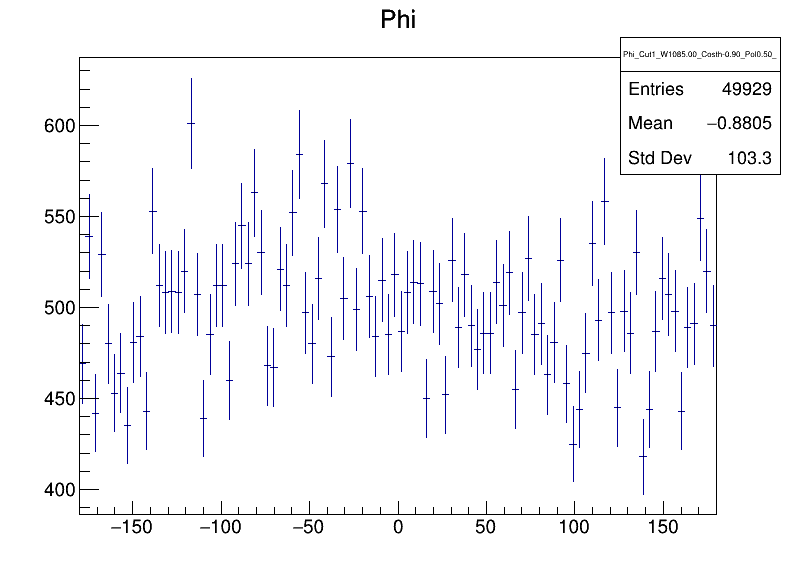 Phi
Phi_Cut1_W1085.00_Costh-0.90_Pol0.50_
Entries 49929
Mean −0.8805
Std Dev 103.3
600
550
500
450
400
−150 −100 −50 0 50 100 150